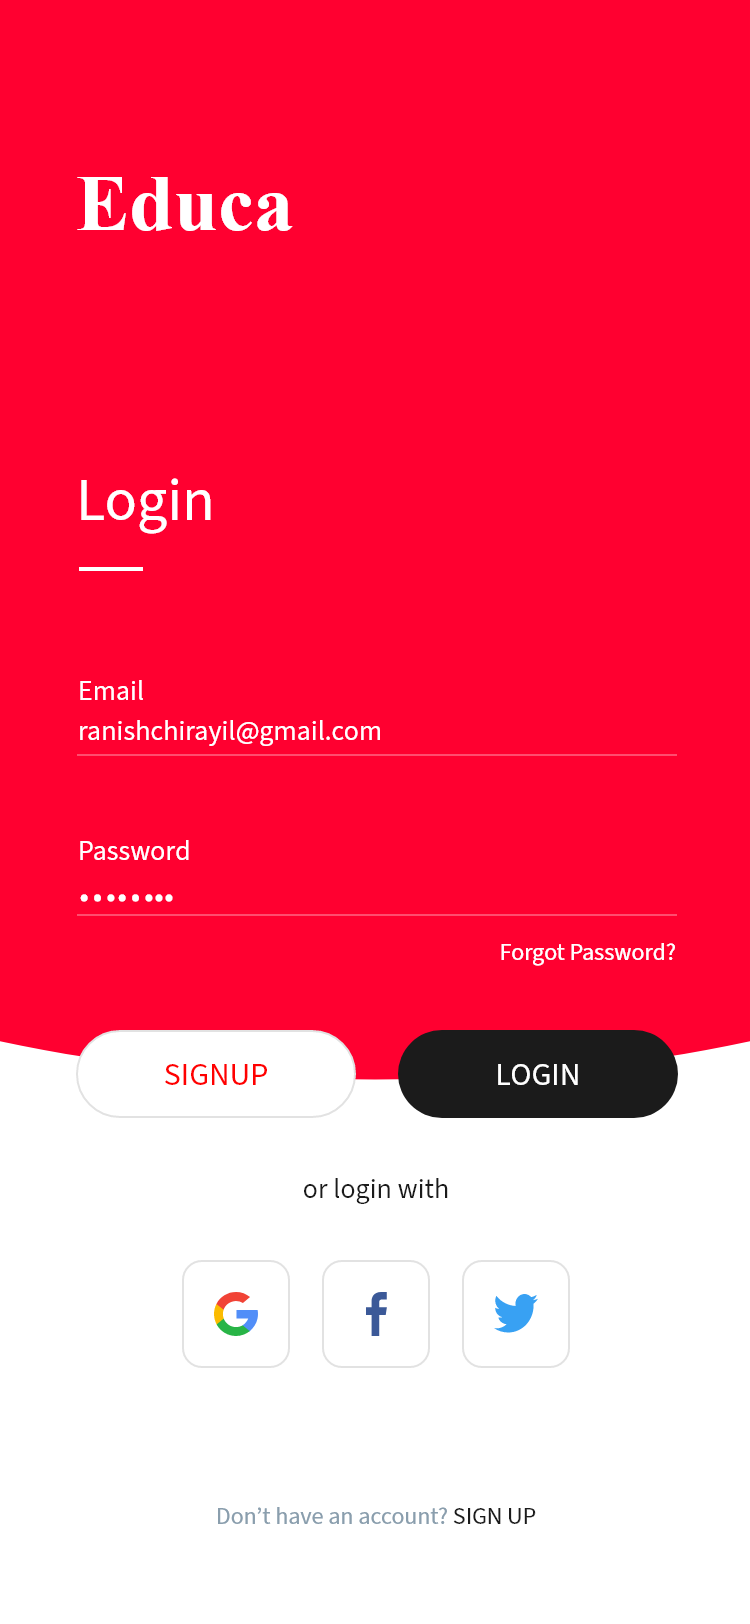 Educa
Login
Email
ranishchirayil@gmail.com
Password
Forgot Password?
SIGNUP
LOGIN
or login with
Don’t have an account? SIGN UP